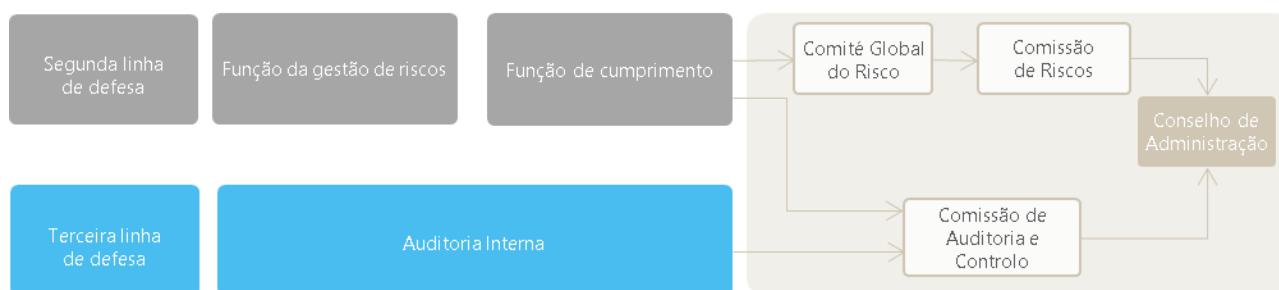 Segunda linha
de defesa
Função da gestão de riscos
Função de cumprimento
Comité Global
do Risco
Comissão
de Riscos
Conselho de
Administração
Terceira linha
de defesa
Auditoria Interna
Comissão de
Auditoria e
Controlo